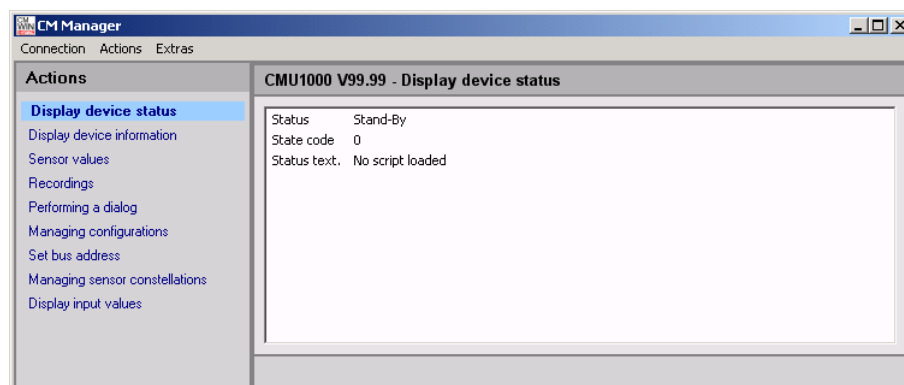 CM WIN
CM Manager
Connection Actions Extras
Actions
Display device status
Display device information
Sensor values
Recordings
Performing a dialog
Managing configurations
Set bus address
Managing sensor constellations
Display input values
CMU1000 V99.99 - Display device status
Status Stand-By
State code 0
Status text. No script loaded